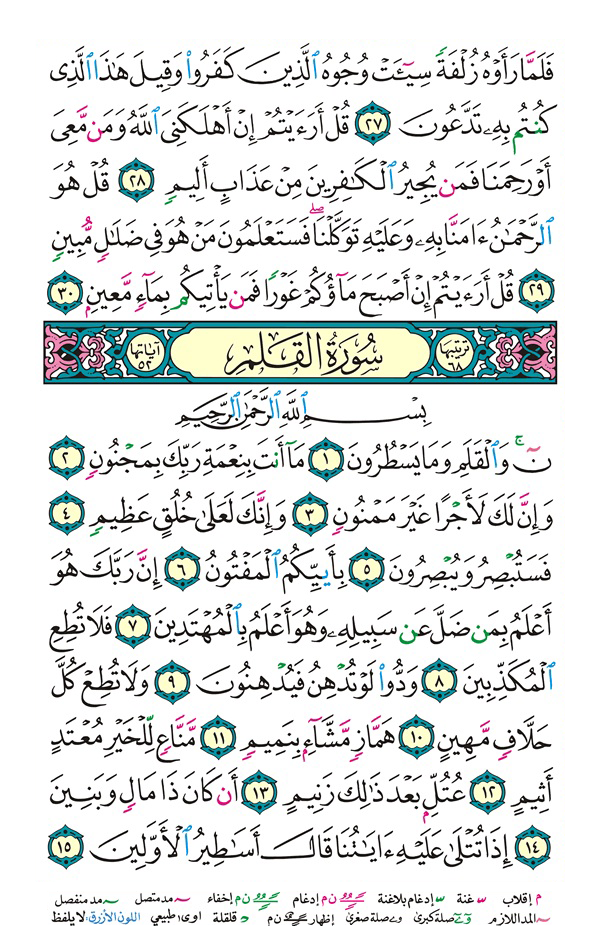 فَلَمَّا رَأَوْهُ زُلْفَةً سِيٓـَٔتْ وُجُوهُ ٱلَّذِينَ كَفَرُوا۟ وَقِيلَ هَٰذَا ٱلَّذِى
كُنتُم بِهِۦ تَدَّعُونَ ٢٧ قُلْ أَرَءَيْتُمْ إِنْ أَهْلَكَنِىَ ٱللَّهُ وَمَن مَّعِىَ
أَوْ رَحِمَنَا فَمَن يُجِيرُ ٱلْكَٰفِرِينَ مِنْ عَذَابٍ أَلِيمٍ ٢٨ قُلْ هُوَ
ٱلرَّحْمَٰنُ ءَامَنَّا بِهِۦ وَعَلَيْهِ تَوَكَّلْنَا ۖ فَسَتَعْلَمُونَ مَنْ هُوَ فِى ضَلَٰلٍ مُّبِينٍ
٢٩ قُلْ أَرَءَيْتُمْ إِنْ أَصْبَحَ مَآؤُكُمْ غَوْرًا فَمَن يَأْتِيكُم بِمَآءٍ مَّعِينٍۭ ٣٠
ترتيبها ٦٨ سُورَةُ القَلَمِ آياتها ٥٢
بِسْمِ ٱللَّهِ ٱلرَّحْمَٰنِ ٱلرَّحِيمِ
نٓ ۚ وَٱلْقَلَمِ وَمَا يَسْطُرُونَ ١ مَآ أَنتَ بِنِعْمَةِ رَبِّكَ بِمَجْنُونٍ ٢
وَإِنَّ لَكَ لَأَجْرًا غَيْرَ مَمْنُونٍ ٣ وَإِنَّكَ لَعَلَىٰ خُلُقٍ عَظِيمٍ ٤
فَسَتُبْصِرُ وَيُبْصِرُونَ ٥ بِأَييِّكُمُ ٱلْمَفْتُونُ ٦ إِنَّ رَبَّكَ هُوَ
أَعْلَمُ بِمَن ضَلَّ عَن سَبِيلِهِۦ وَهُوَ أَعْلَمُ بِٱلْمُهْتَدِينَ ٧ فَلَا تُطِعِ
ٱلْمُكَذِّبِينَ ٨ وَدُّوا۟ لَوْ تُدْهِنُ فَيُدْهِنُونَ ٩ وَلَا تُطِعْ كُلَّ
حَلَّافٍ مَّهِينٍ ١٠ هَمَّازٍ مَّشَّآءٍۭ بِنَمِيمٍ ١١ مَّنَّاعٍ لِّلْخَيْرِ مُعْتَدٍ
أَثِيمٍ ١٢ عُتُلٍّۭ بَعْدَ ذَٰلِكَ زَنِيمٍ ١٣ أَن كَانَ ذَا مَالٍ وَبَنِينَ
١٤ إِذَا تُتْلَىٰ عَلَيْهِ ءَايَٰتُنَا قَالَ أَسَٰطِيرُ ٱلْأَوَّلِينَ ١٥
م إقلاب غنة إدغام بلاغنة ن م إدغام ن م إخفاء مد متصل مد منفصل
المد اللازم صلة كبرى صلة صغرى إظهار ن م قلقلة اوى طبيعي اللون الأزرق: لا يلفظ